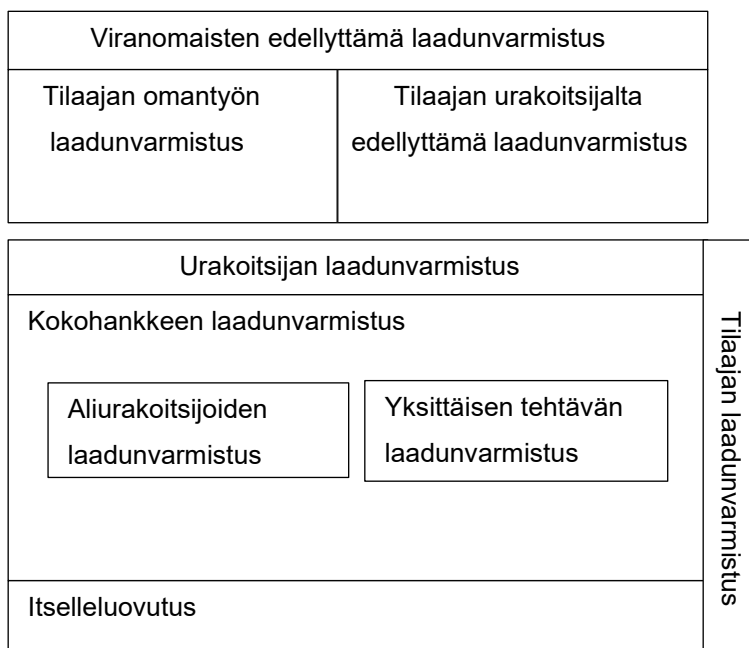 Viranomaisten edellyttämä laadunvarmistus
Tilaajan omantyön
laadunvarmistus
Tilaajan urakoitsijalta
edellyttämä laadunvarmistus
Urakoitsijan laadunvarmistus
Kokohankkeen laadunvarmistus
Aliurakoitsijoiden
laadunvarmistus
Yksittäisen tehtävän
laadunvarmistus
Itselleluovutus
Tilaajan laadunvarmistus